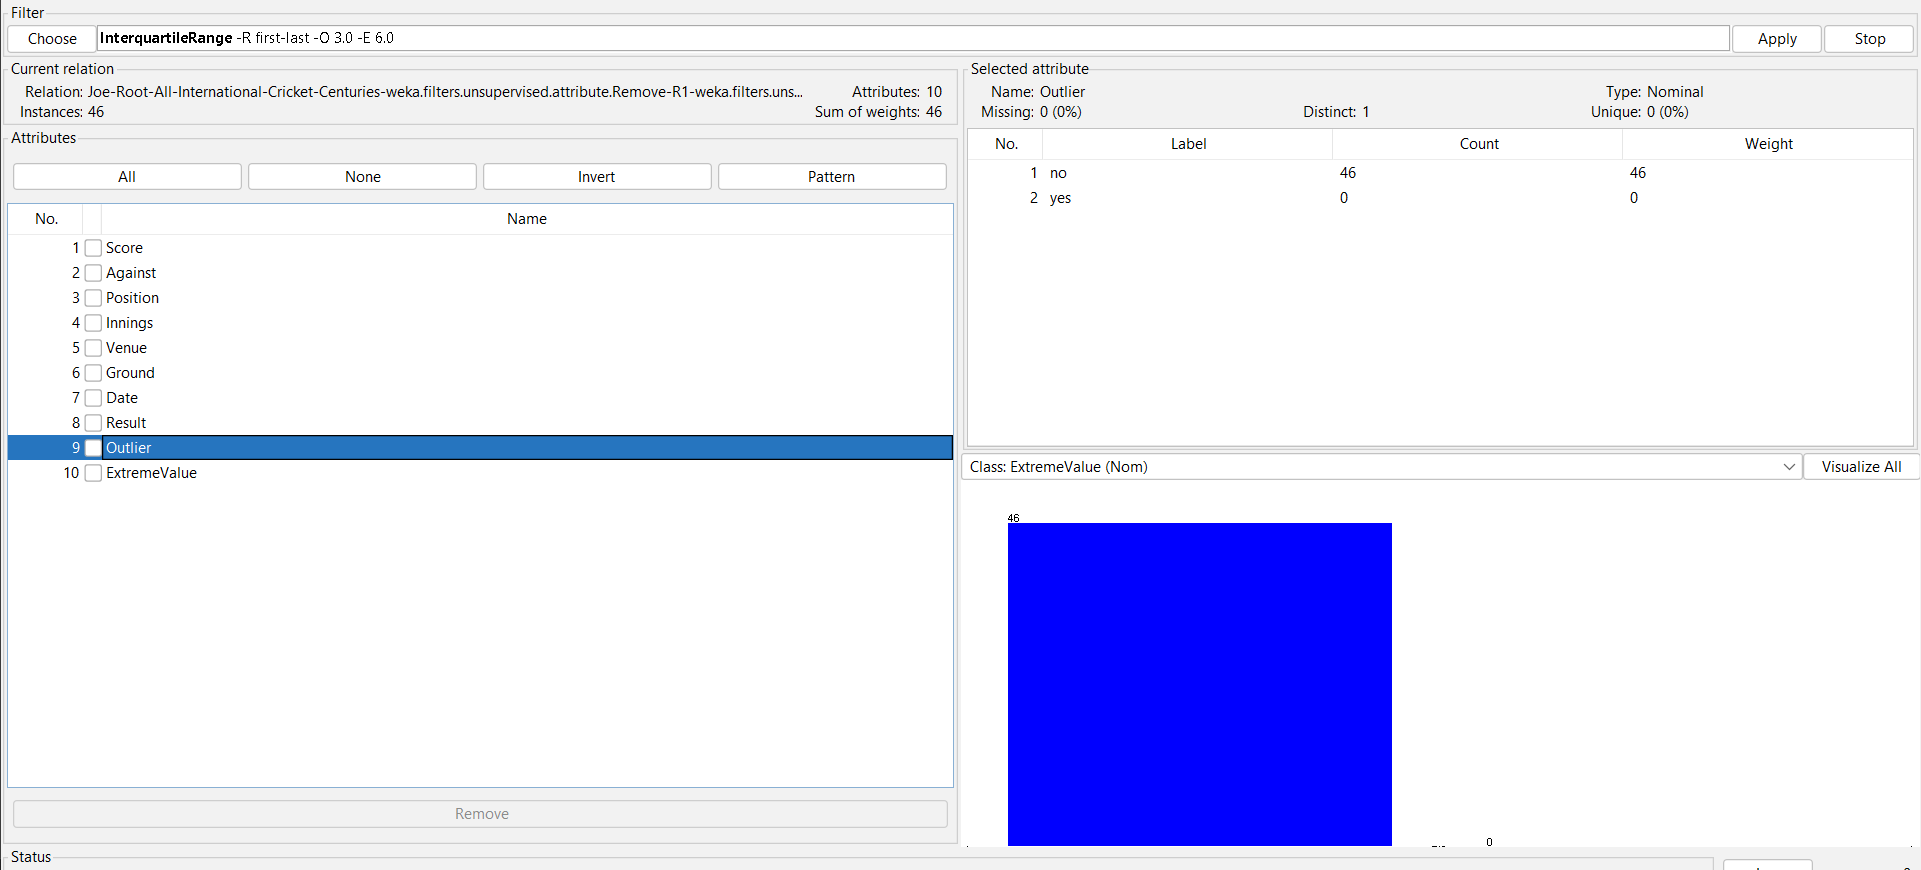 Filter
Choose InterquartileRange -R first-last -O 3.0 -E 6.0 Apply Stop
Current relation
Relation: Joe-Root-All-International-Cricket-Centuries-weka.filters.unsupervised.attribute.Remove-R1-weka.filters.uns... Attributes: 10
Instances: 46 Sum of weights: 46
Attributes
All None Invert Pattern
No. Name
1 Score
2 Against
3 Position
4 Innings
5 Venue
6 Ground
7 Date
8 Result
9 Outlier
10 ExtremeValue
Remove
Status
Selected attribute
Name: Outlier Type: Nominal
Missing: 0 (0%) Distinct: 1 Unique: 0 (0%)
No. Label Count Weight
1 no 46 46
2 yes 0 0
Class: ExtremeValue (Nom) Visualize All
46
0